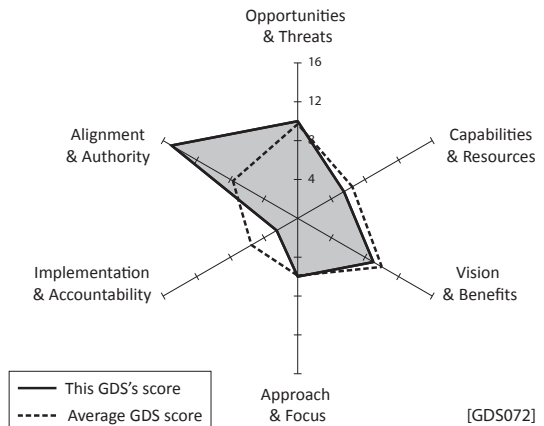 Opportunities
& Threats
16
12
8
4
Alignment
& Authority
Capabilities
& Resources
Implementation
& Accountability
Vision
& Benefits
Approach
& Focus
This GDS's score
Average GDS score
[GDS072]